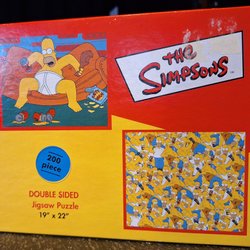 THE
SIMPSONS
200
piece
DOUBLE SIDED
Jigsaw Puzzle
19" x 22"